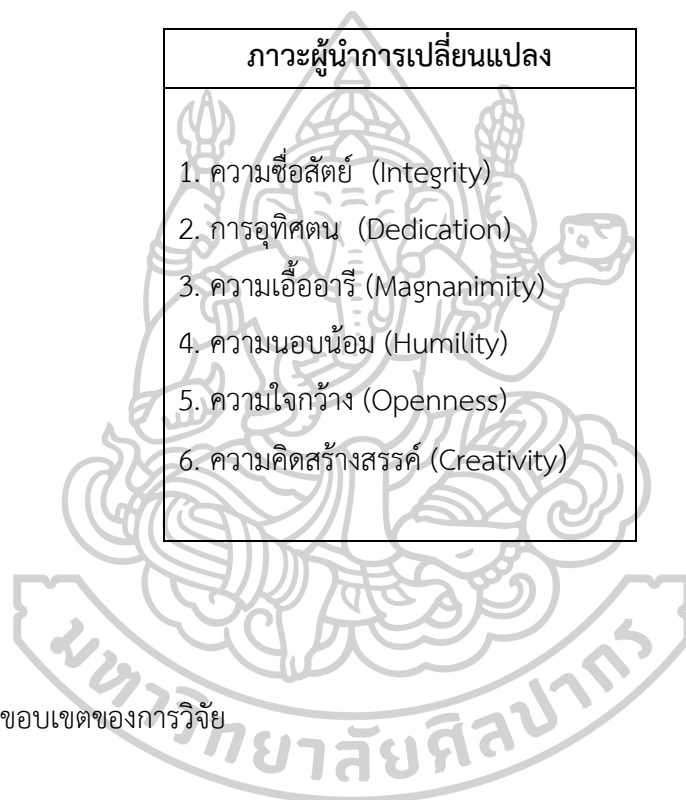 ภาวะผู้นำการเปลี่ยนแปลง
1. ความซื่อสัตย์ (Integrity)
2. การอุทิศตน (Dedication)
3. ความเอื้ออารี (Magnanimity)
4. ความนอบน้อม (Humility)
5. ความใจกว้าง (Openness)
6. ความคิดสร้างสรรค์ (Creativity)
ขอบเขตของการวิจัย
มหาวิทยาลัยศิลปากร